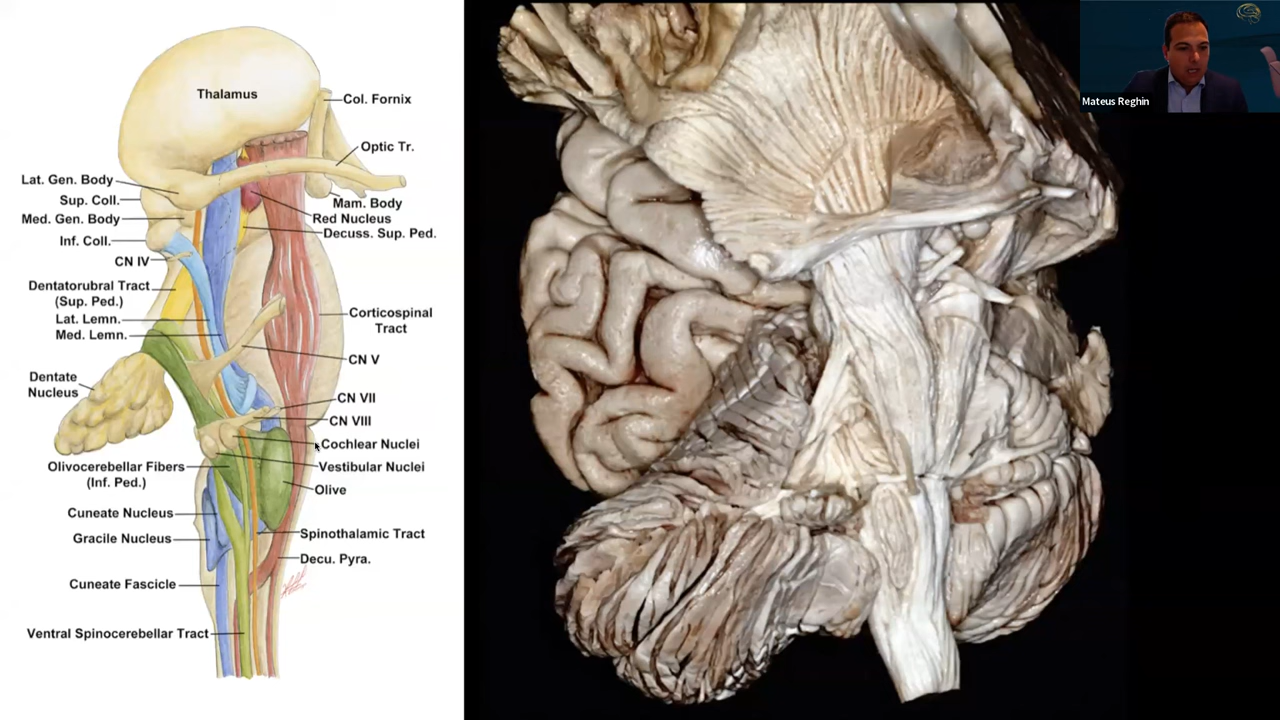 Thalamus
Col. Fornix
Optic Tr.
Lat. Gen. Body
Sup. Coll.
Mam. Body
Med. Gen. Body
Red Nucleus
Decuss. Sup. Ped.
Inf. Coll.
CN IV
Dentatorubral Tract
(Sup. Ped.)
Lat. Lemn.
Corticospinal
Tract
Med. Lemn.
CN V
Dentate
Nucleus
CN VII
CN VIII
Cochlear Nuclei
Olivocerebellar Fibers
(Inf. Ped.)
Vestibular Nuclei
Olive
Cuneate Nucleus
Gracile Nucleus
Spinothalamic Tract
Decu. Pyra.
Cuneate Fascicle
Ventral Spinocerebellar Tract
Mateus Reghin